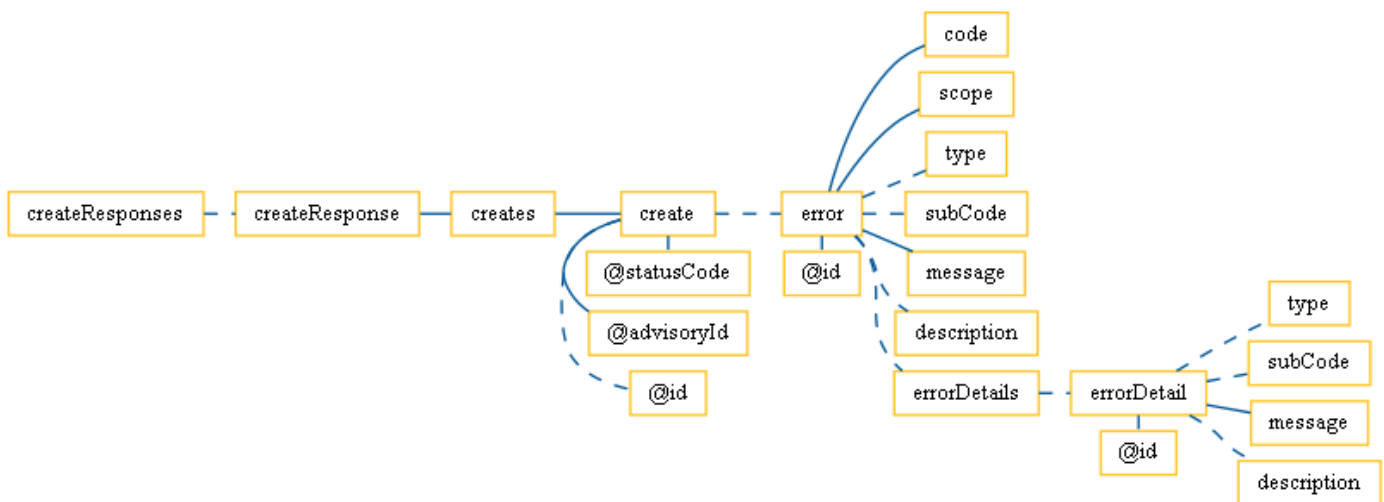 code
scope
type
createResponses createResponse creates create error subCode
@statusCode @id message
type
@advisoryId description
subCode
@id errorDetails errorDetail
message
@id
description